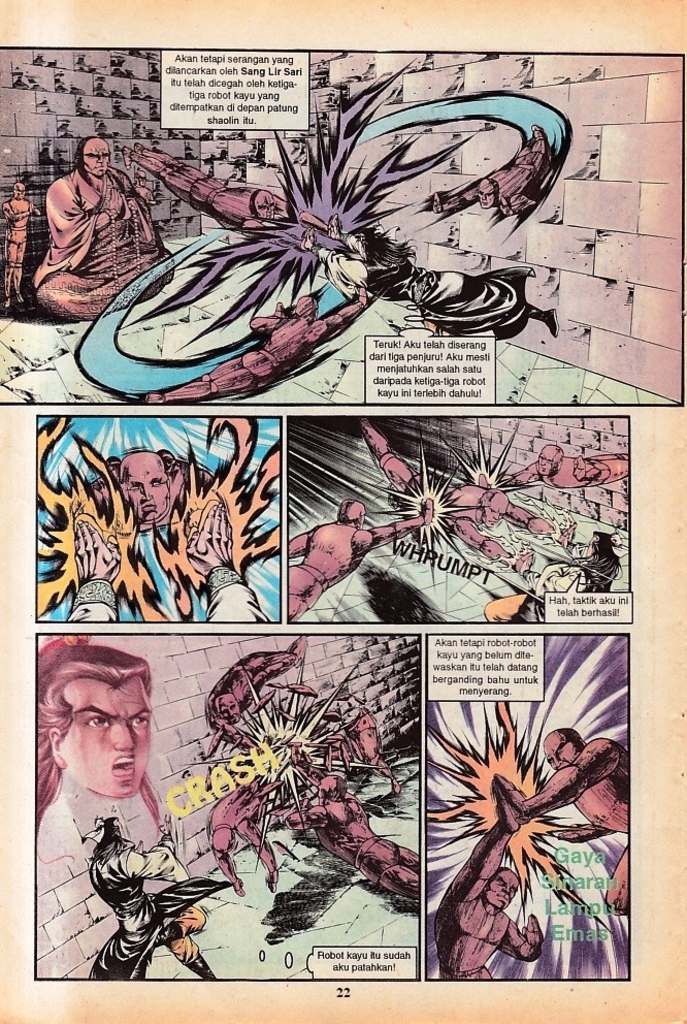 Akan tetapi serangan yang
dilancarkan oleh Sang Lir Sari
itu telah dicegah oleh ketiga-
tiga robot kayu yang
ditempatkan di depan patung
shaolin itu.
Teruk! Aku telah diserang
dari tiga penjuru! Aku mesti
menjatuhkan salah satu
daripada ketiga-tiga robot
kayu ini terlebih dahulu!
WHRUMPT
Hah, taktik aku ini
telah berhasil!
CRASH
Robot kayu itu sudah
aku patahkan!
Akan tetapi robot-robot
kayu yang belum dite-
waskan itu telah datang
berganding bahu untuk
menyerang.
Gaya
Sinaran
Lampu
Emas
22